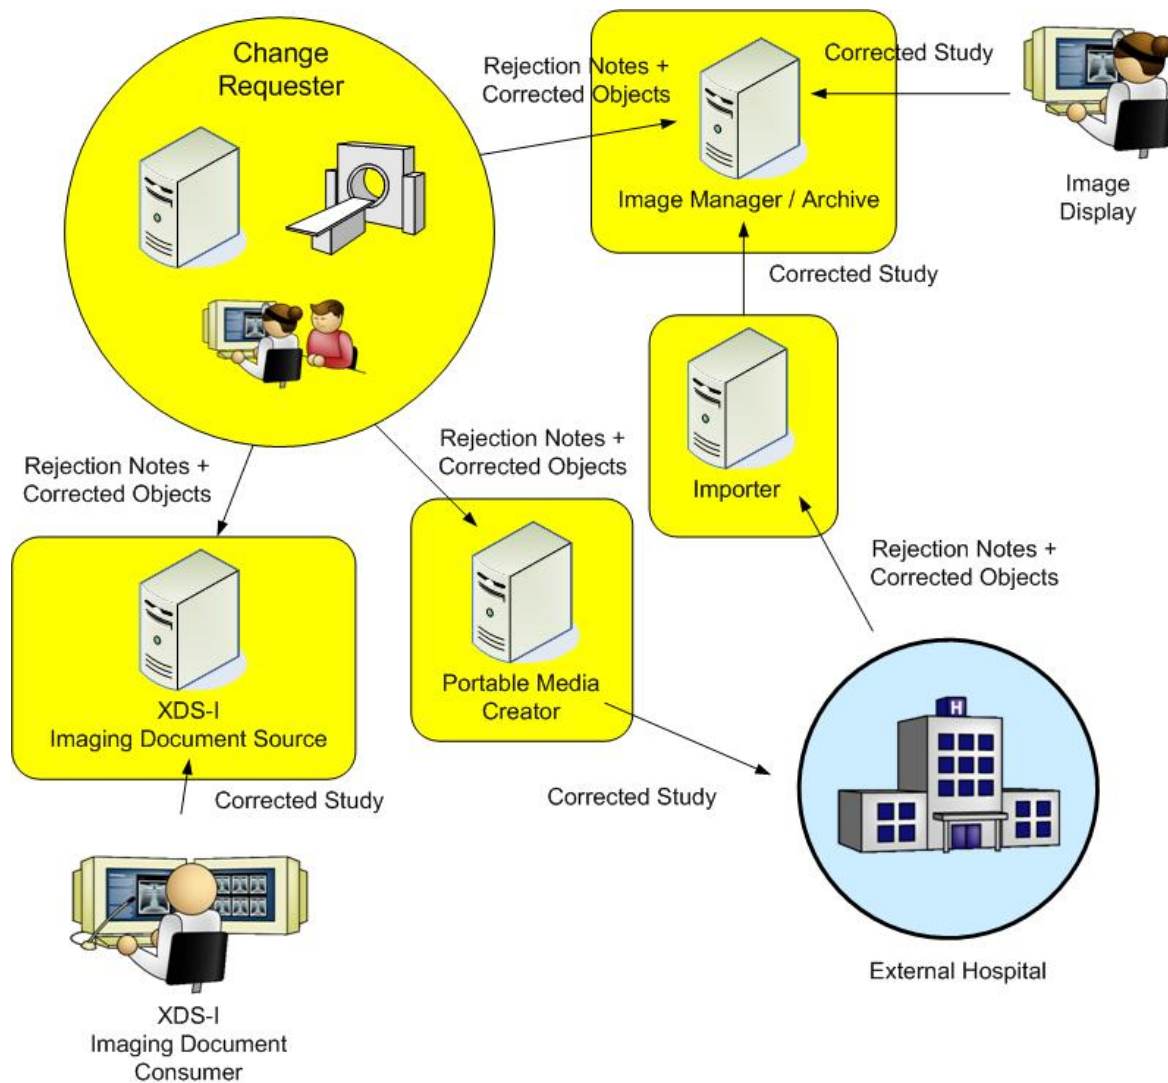 Change
Requester
Rejection Notes +
Corrected Objects
Corrected Study
Image Manager / Archive
Image
Display
Corrected Study
Rejection Notes +
Corrected Objects
Rejection Notes +
Corrected Objects
Importer
Rejection Notes +
Corrected Objects
XDS-I
Imaging Document Source
Portable Media
Creator
Corrected Study
Corrected Study
H
External Hospital
XDS-I
Imaging Document
Consumer